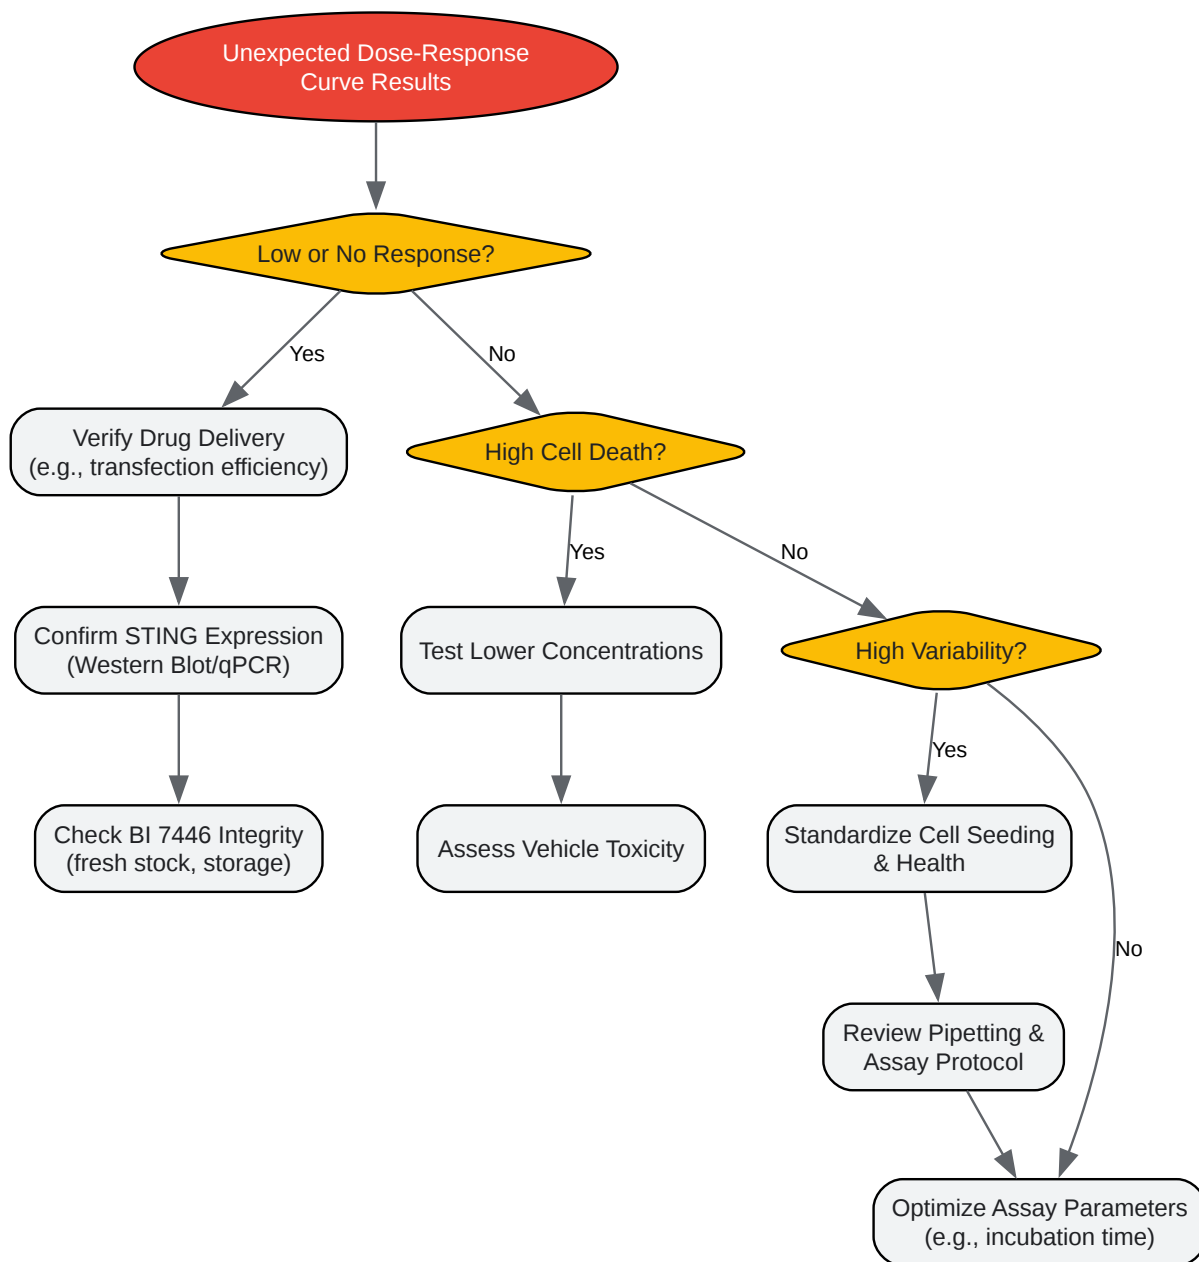 Unexpected Dose-Response
Curve Results
Low or No Response?
Yes
No
Verify Drug Delivery
(e.g., transfection efficiency)
High Cell Death?
Yes
No
Confirm STING Expression
(Western Blot/qPCR)
Test Lower Concentrations
High Variability?
Yes
Check BI 7446 Integrity
(fresh stock, storage)
Assess Vehicle Toxicity
Standardize Cell Seeding
& Health
No
Review Pipetting &
Assay Protocol
Optimize Assay Parameters
(e.g., incubation time)